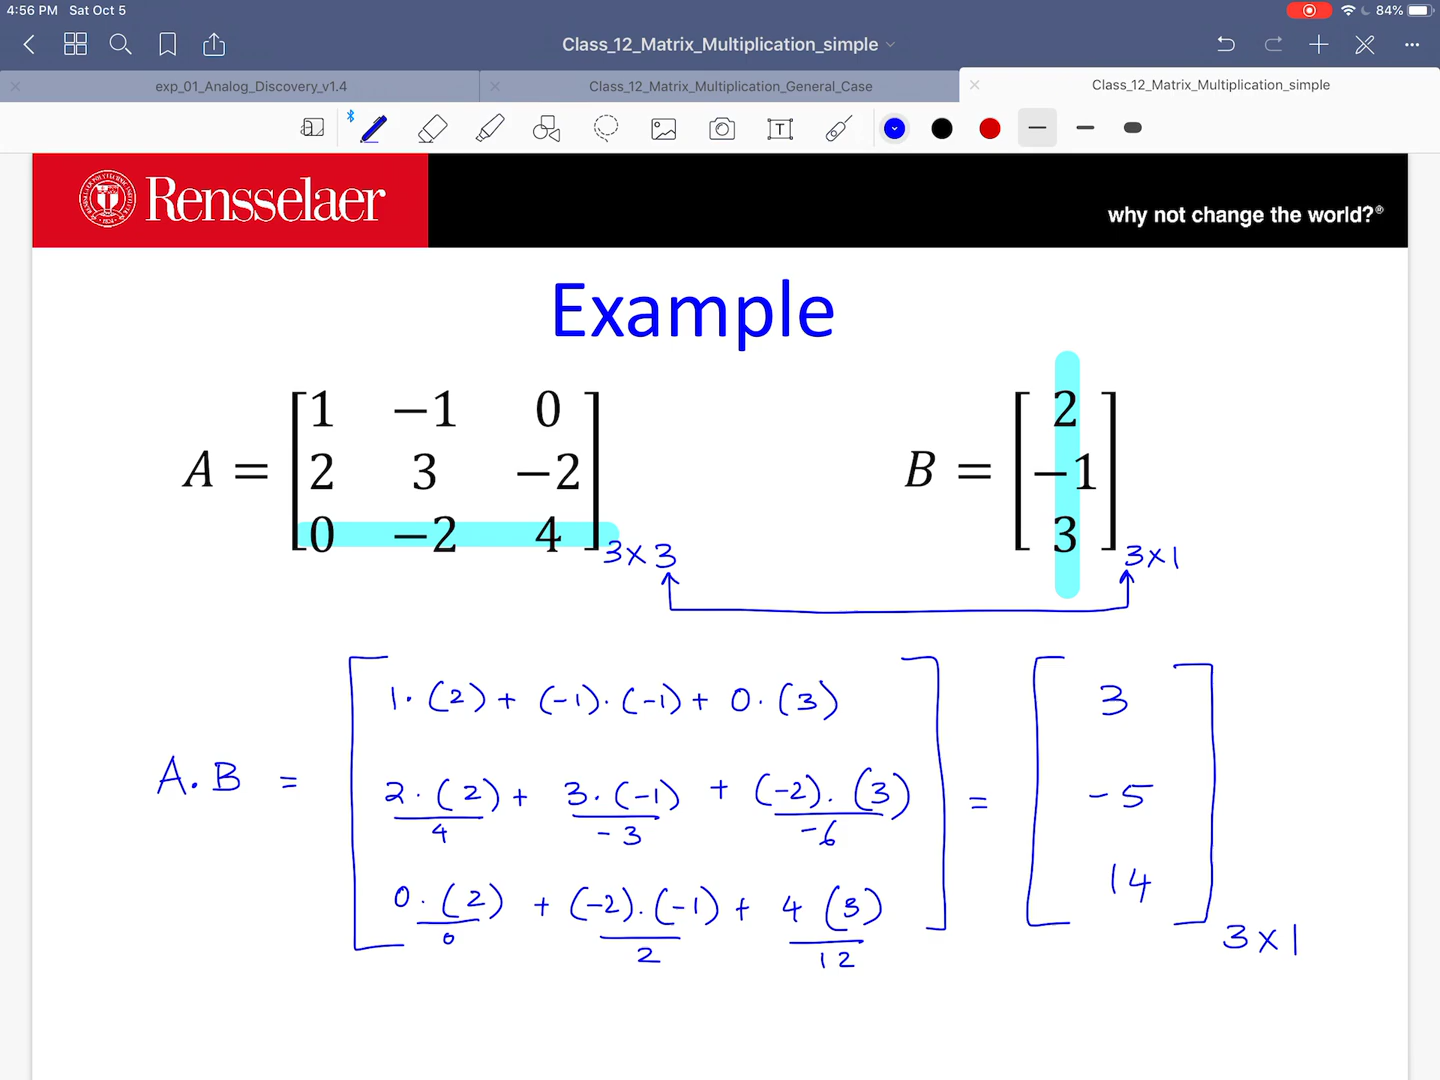 4:56 PM Sat Oct 5 84%
Class_12_Matrix_Multiplication_simple
exp_01_Analog_Discovery_v1.4 Class_12_Matrix_Multiplication_General_Case Class_12_Matrix_Multiplication_simple
a T
Rensselaer why not change the world?®
Example
A = [1 −1 0
2 3 −2
0 −2 4] 3×3
B = [2
−1
3] 3×1
A.B = [1.(2) + (-1).(-1) + 0.(3)
2.(2) + 3.(-1) + (-2).(3)
4 -3 -6
0.(2) + (-2).(-1) + 4(3)]
0 2 12
= [3
-5
14] 3×1